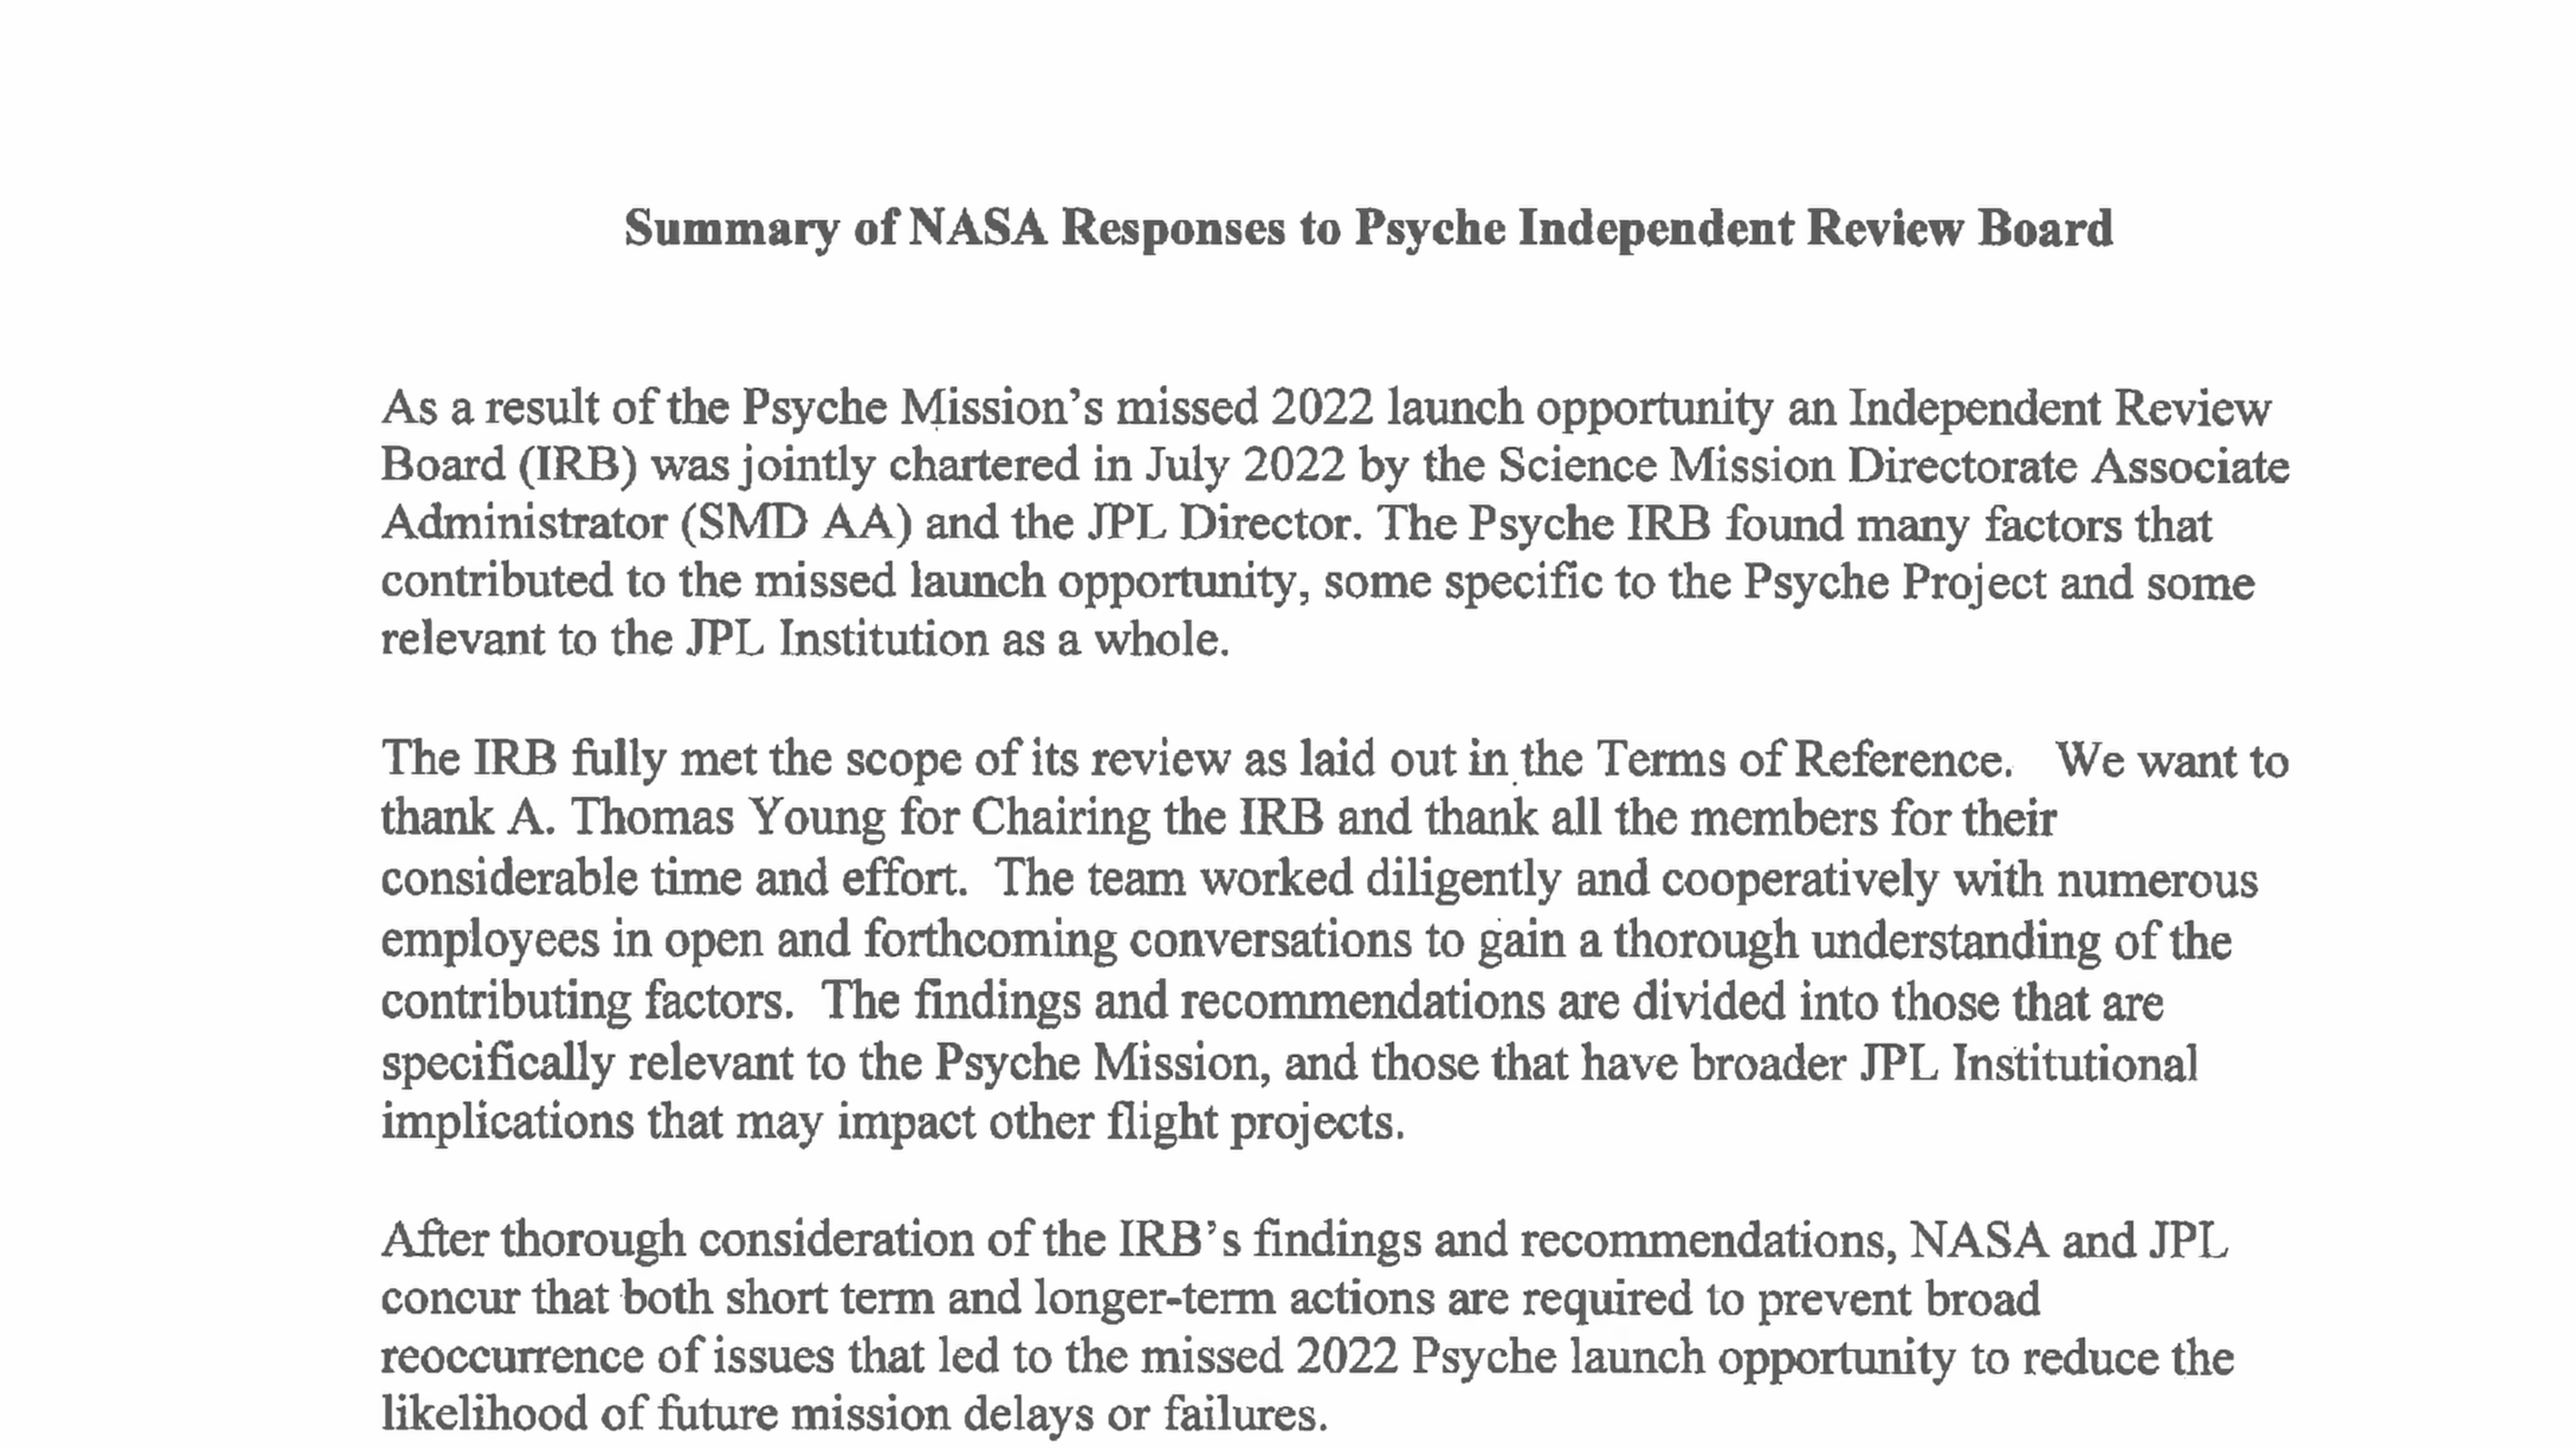 Summary of NASA Responses to Psyche Independent Review Board
As a result of the Psyche Mission's missed 2022 launch opportunity an Independent Review
Board (IRB) was jointly chartered in July 2022 by the Science Mission Directorate Associate
Administrator (SMD AA) and the JPL Director. The Psyche IRB found many factors that
contributed to the missed launch opportunity, some specific to the Psyche Project and some
relevant to the JPL Institution as a whole.
The IRB fully met the scope of its review as laid out in the Terms of Reference. We want to
thank A. Thomas Young for Chairing the IRB and thank all the members for their
considerable time and effort. The team worked diligently and cooperatively with numerous
employees in open and forthcoming conversations to gain a thorough understanding of the
contributing factors. The findings and recommendations are divided into those that are
specifically relevant to the Psyche Mission, and those that have broader JPL Institutional
implications that may impact other flight projects.
After thorough consideration of the IRB's findings and recommendations, NASA and JPL
concur that both short term and longer-term actions are required to prevent broad
reoccurrence of issues that led to the missed 2022 Psyche launch opportunity to reduce the
likelihood of future mission delays or failures.